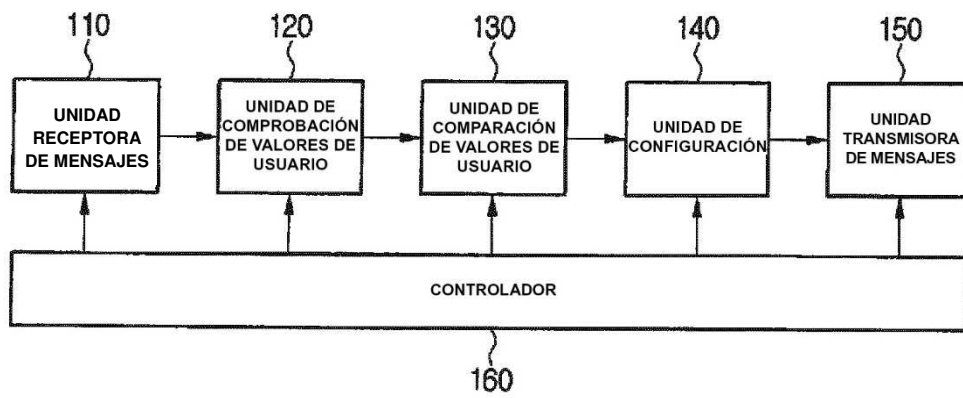 110
120
130
140
150
UNIDAD
RECEPTORA
DE MENSAJES
UNIDAD DE
COMPROBACIÓN
DE VALORES DE
USUARIO
UNIDAD DE
COMPARACIÓN
DE VALORES DE
USUARIO
UNIDAD DE
CONFIGURACIÓN
UNIDAD
TRANSMISORA
DE MENSAJES
CONTROLADOR
160